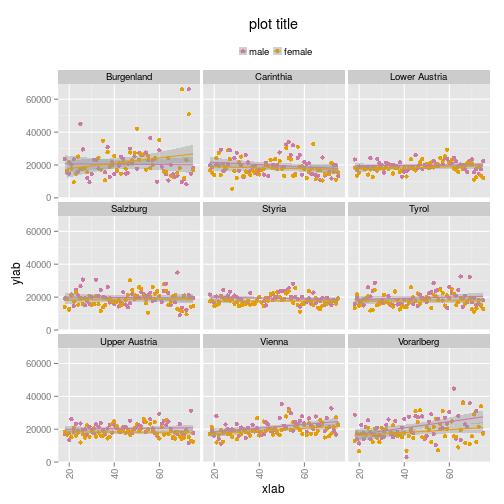 plot title
male female
Burgenland Carinthia Lower Austria
60000
40000
20000
0
Salzburg Styria Tyrol
60000
40000
20000
0
Upper Austria Vienna Vorarlberg
60000
40000
20000
0
ylab
20 40 60 20 40 60 20 40 60
xlab